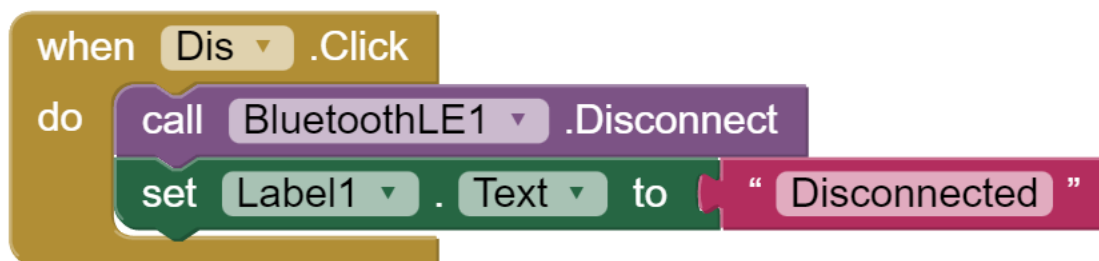 when Dis .Click
do call BluetoothLE1 .Disconnect
set Label1 . Text to “ Disconnected ”